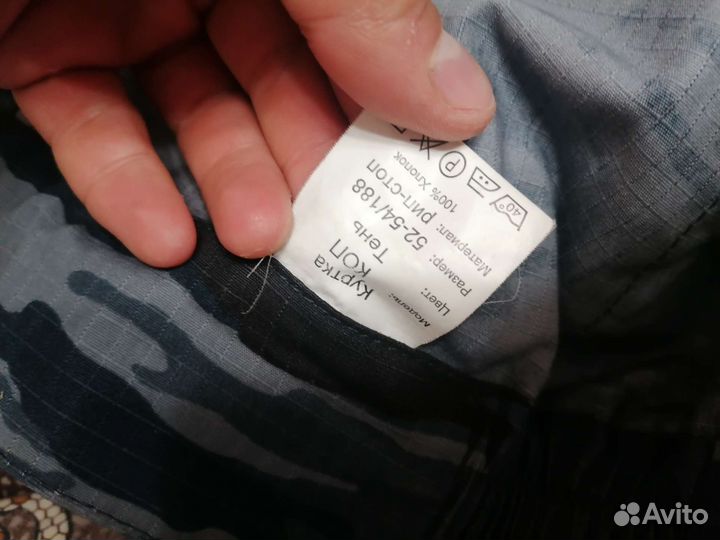 Модель: Куртка
КОП
Цвет: Тень
Размер: 52-54/188
Материал: рип-стоп
100% Хлопок
40°
P
Avito